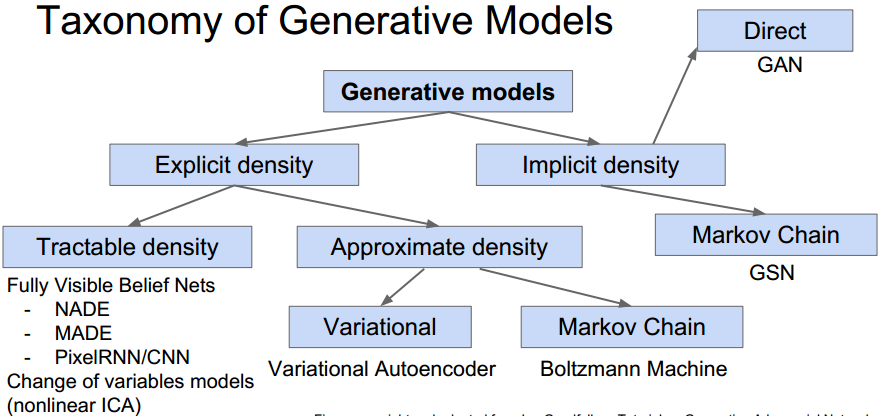 Taxonomy of Generative Models
Direct
GAN
Generative models
Explicit density
Implicit density
Tractable density
Approximate density
Markov Chain
GSN
Fully Visible Belief Nets
- NADE
- MADE
- PixelRNN/CNN
Change of variables models
(nonlinear ICA)
Variational
Markov Chain
Variational Autoencoder
Boltzmann Machine